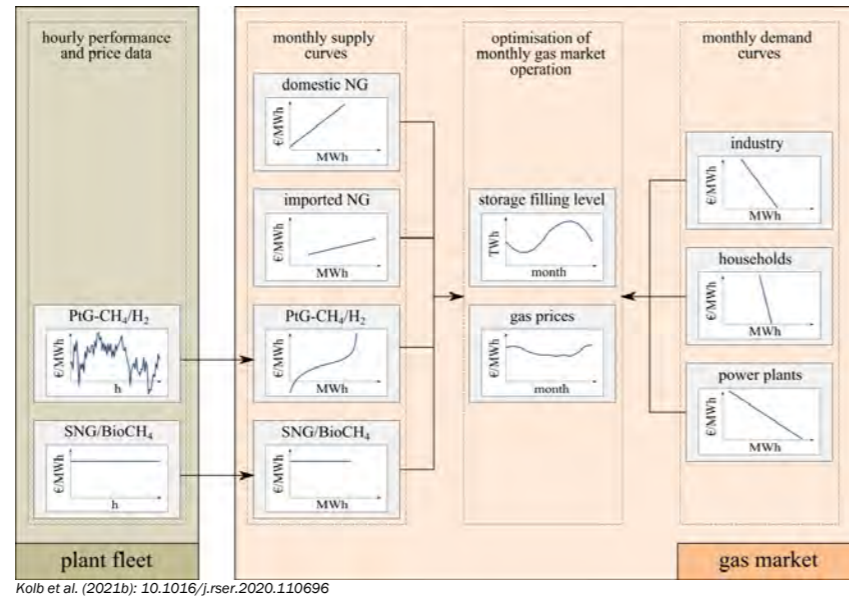 hourly performance
and price data
PtG-CH₄/H₂
€/MWh
h
SNG/BioCH₄
€/MWh
h
plant fleet
monthly supply
curves
domestic NG
€/MWh
MWh
imported NG
€/MWh
MWh
PtG-CH₄/H₂
€/MWh
MWh
SNG/BioCH₄
€/MWh
MWh
optimisation of
monthly gas market
operation
storage filling level
TWh
month
gas prices
€/MWh
month
monthly demand
curves
industry
€/MWh
MWh
households
€/MWh
MWh
power plants
€/MWh
MWh
gas market
Kolb et al. (2021b): 10.1016/j.rser.2020.110696